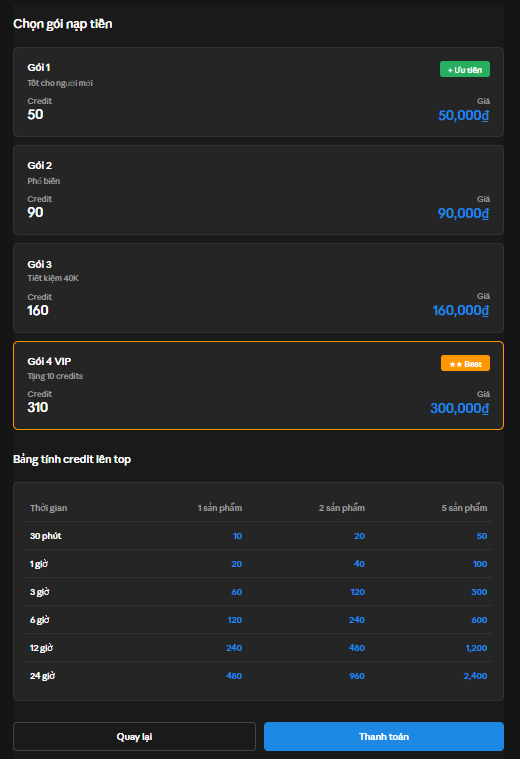 Chọn gói nạp tiền
Gói 1
+ Ưu tiên
Tốt cho người mới
Credit
Giá
50
50,000₫
Gói 2
Phổ biến
Credit
Giá
90
90,000₫
Gói 3
Tiết kiệm 40K
Credit
Giá
160
160,000₫
Gói 4 VIP
★★ Best
Tặng 10 credits
Credit
Giá
310
300,000₫
Bảng tính credit lên top
Thời gian 1 sản phẩm 2 sản phẩm 5 sản phẩm
30 phút 10 20 50
1 giờ 20 40 100
3 giờ 60 120 300
6 giờ 120 240 600
12 giờ 240 480 1,200
24 giờ 480 960 2,400
Quay lại Thanh toán